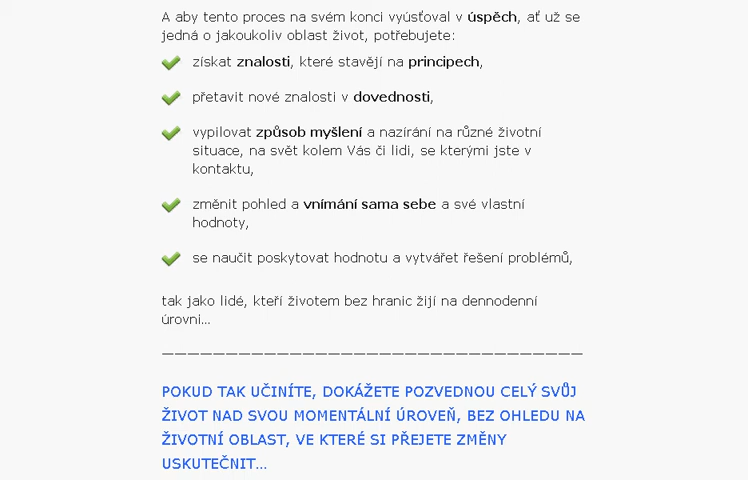 A aby tento proces na svém konci vyúsťoval v úspěch, ať už se
jedná o jakoukoliv oblast život, potřebujete:
získat znalosti, které stavějí na principech,
přetavit nové znalosti v dovednosti,
vypilovat způsob myšlení a nazírání na různé životní
situace, na svět kolem Vás či lidi, se kterými jste v
kontaktu,
změnit pohled a vnímání sama sebe a své vlastní
hodnoty,
se naučit poskytovat hodnotu a vytvářet řešení problémů,
tak jako lidé, kteří životem bez hranic žijí na dennodenní
úrovni...
—————————————————————————————————
POKUD TAK UČINÍTE, DOKÁŽETE POZVEDNOU CELÝ SVŮJ
ŽIVOT NAD SVOU MOMENTÁLNÍ ÚROVEŇ, BEZ OHLEDU NA
ŽIVOTNÍ OBLAST, VE KTERÉ SI PŘEJETE ZMĚNY
USKUTEČNIT...